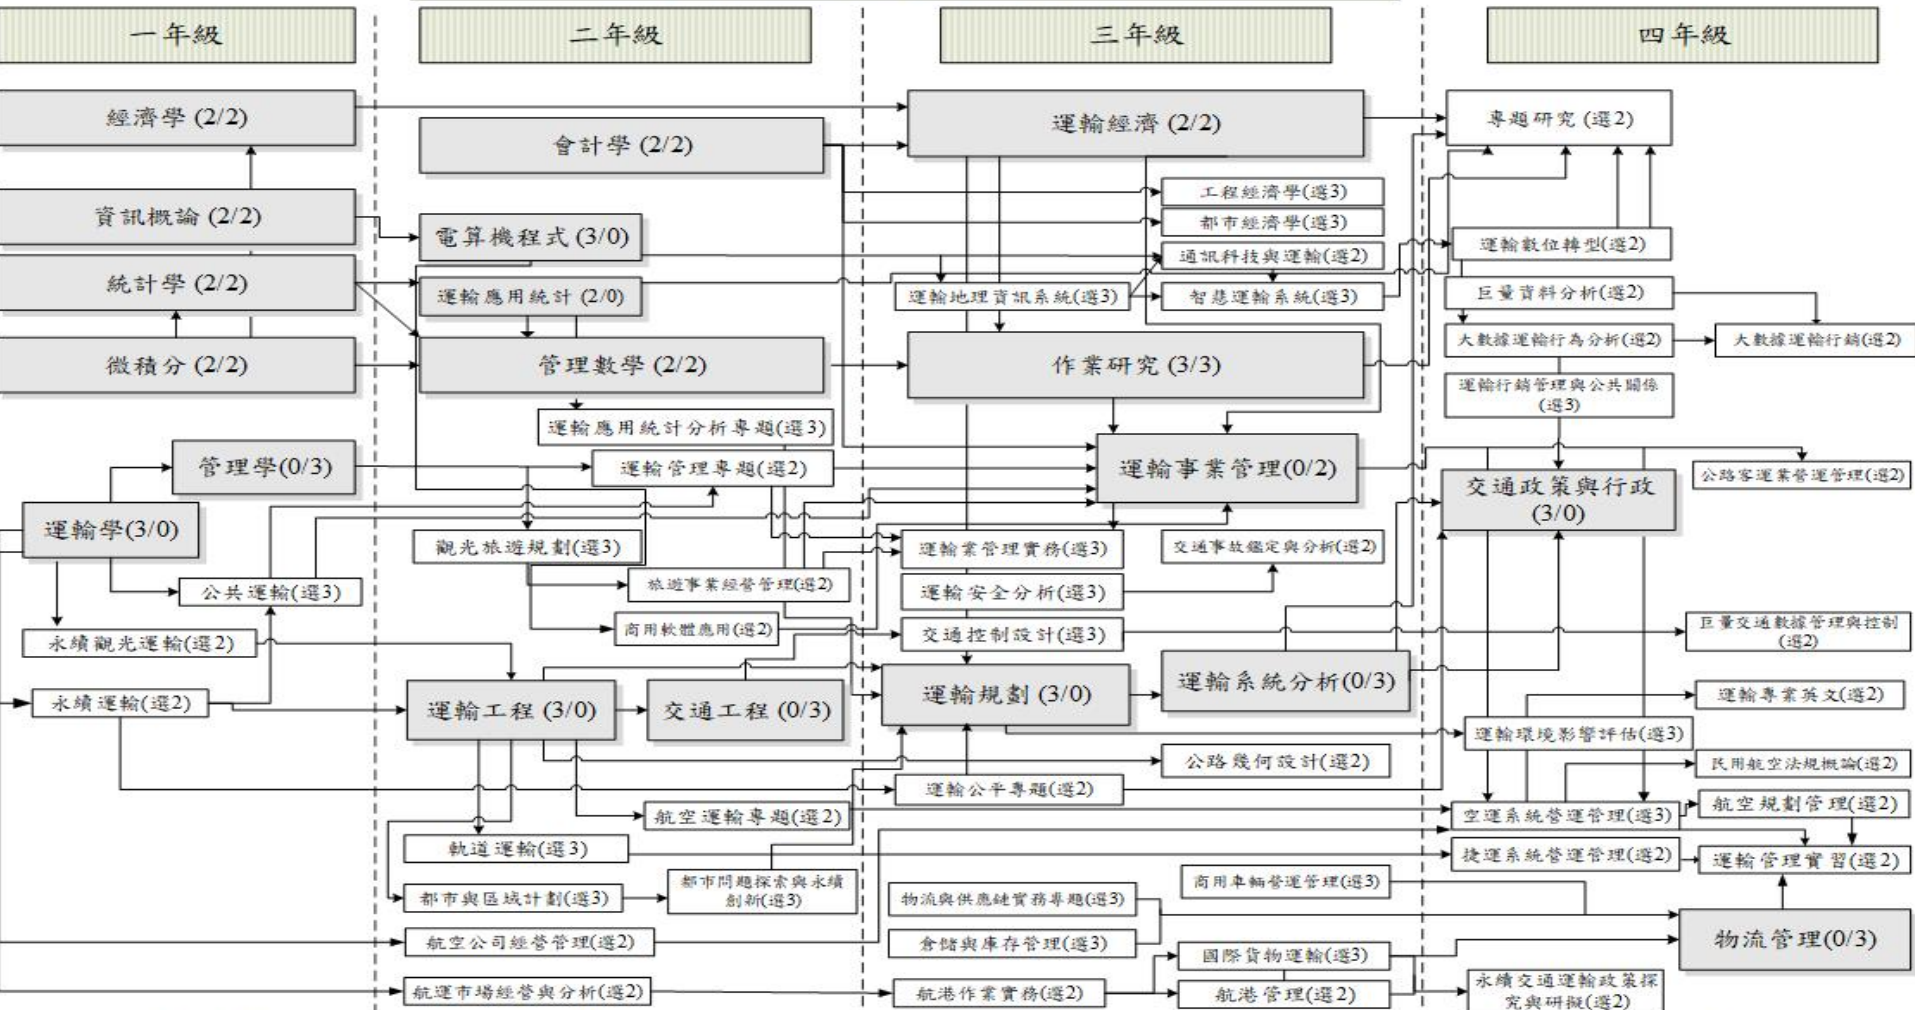 一年級
二年級
三年級
四年級
經濟學 (2/2)
資訊概論 (2/2)
統計學 (2/2)
微積分 (2/2)
管理學(0/3)
運輸學(3/0)
公共運輸(選3)
永續觀光運輸(選2)
永續運輸(選2)
會計學 (2/2)
電算機程式 (3/0)
運輸應用統計 (2/0)
管理數學 (2/2)
運輸應用統計分析專題(選3)
運輸管理專題(選2)
觀光旅遊規劃(選3)
旅遊事業經營管理(選2)
商用軟體應用(選2)
運輸工程 (3/0)
交通工程 (0/3)
航空運輸專題(選2)
軌道運輸(選3)
都市與區域計劃(選3)
都市問題探索與永續
創新(選3)
航空公司經營管理(選2)
航運市場經營與分析(選2)
運輸經濟 (2/2)
工程經濟學(選3)
都市經濟學(選3)
通訊科技與運輸(選2)
運輸地理資訊系統(選3)
智慧運輸系統(選3)
作業研究 (3/3)
運輸事業管理(0/2)
運輸業管理實務(選3)
交通事故鑑定與分析(選2)
運輸安全分析(選3)
交通控制設計(選3)
運輸規劃 (3/0)
運輸系統分析(0/3)
公路幾何設計(選2)
運輸公平專題(選2)
商用車輛營運管理(選3)
物流與供應鏈實務專題(選3)
倉儲與庫存管理(選3)
國際貨物運輸(選3)
航港作業實務(選2)
航港管理(選2)
專題研究 (選2)
運輸數位轉型(選2)
巨量資料分析(選2)
大數據運輸行為分析(選2)
大數據運輸行銷(選2)
運輸行銷管理與公共關係
(選3)
公路客運業營運管理(選2)
交通政策與行政
(3/0)
巨量交通數據管理與控制
(選2)
運輸專業英文(選2)
運輸環境影響評估(選3)
民用航空法規概論(選2)
航空規劃管理(選2)
空運系統營運管理(選3)
捷運系統營運管理(選2)
運輸管理實習(選2)
物流管理(0/3)
永續交通運輸政策探
究與研擬(選2)